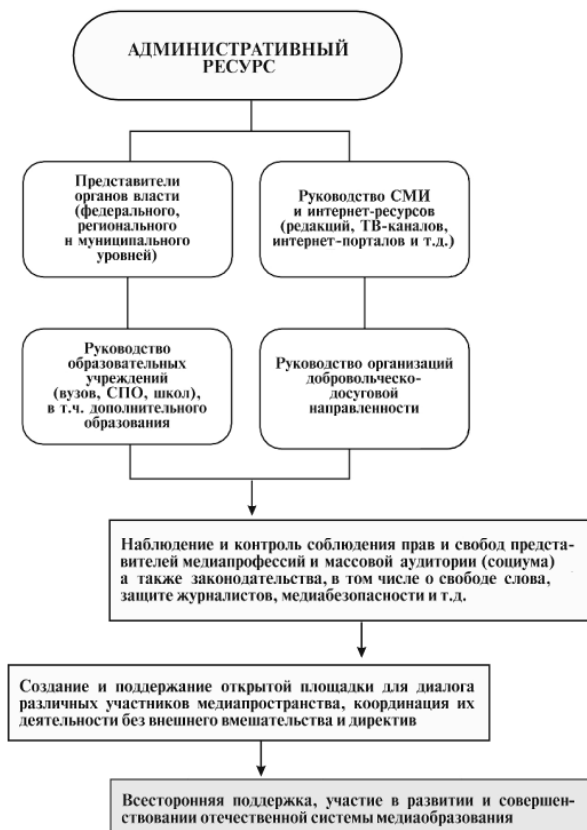 АДМИНИСТРАТИВНЫЙ
РЕСУРС
Представители
органов власти
(федерального,
регионального
н муниципального
уровней)
Руководство СМИ
и интернет-ресурсов
(редакций, ТВ-каналов,
интернет-порталов и т.д.)
Руководство
образовательных
учреждений
(вузов, СПО, школ),
в т.ч. дополнительного
образования
Руководство организаций
добровольческо-
досуговой
направленности
Наблюдение и контроль соблюдения прав и свобод предста-
вителей медиапрофессий и массовой аудитории (социума)
а также законодательства, в том числе о свободе слова,
защите журналистов, медиабезопасности и т.д.
Создание и поддержание открытой площадки для диалога
различных участников медиапространства, координация их
деятельности без внешнего вмешательства и директив
Всесторонняя поддержка, участие в развитии и совершен-
ствовании отечественной системы медиаобразования